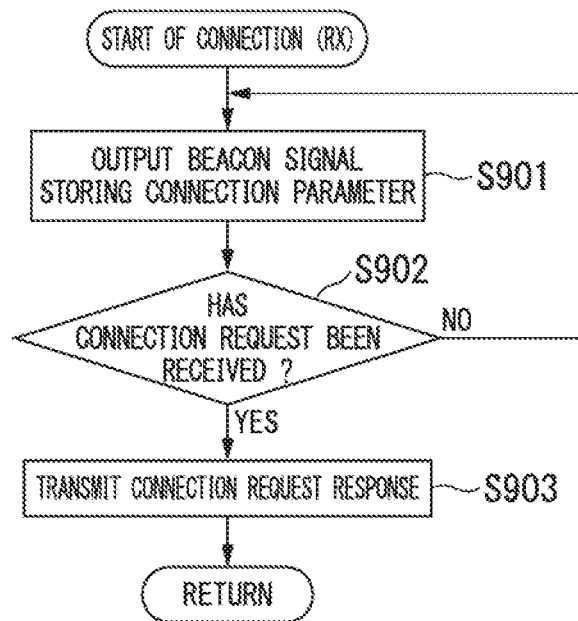 START OF CONNECTION (RX)
OUTPUT BEACON SIGNAL
STORING CONNECTION PARAMETER
S901
S902
HAS
CONNECTION REQUEST BEEN
RECEIVED ?
NO
YES
TRANSMIT CONNECTION REQUEST RESPONSE
S903
RETURN